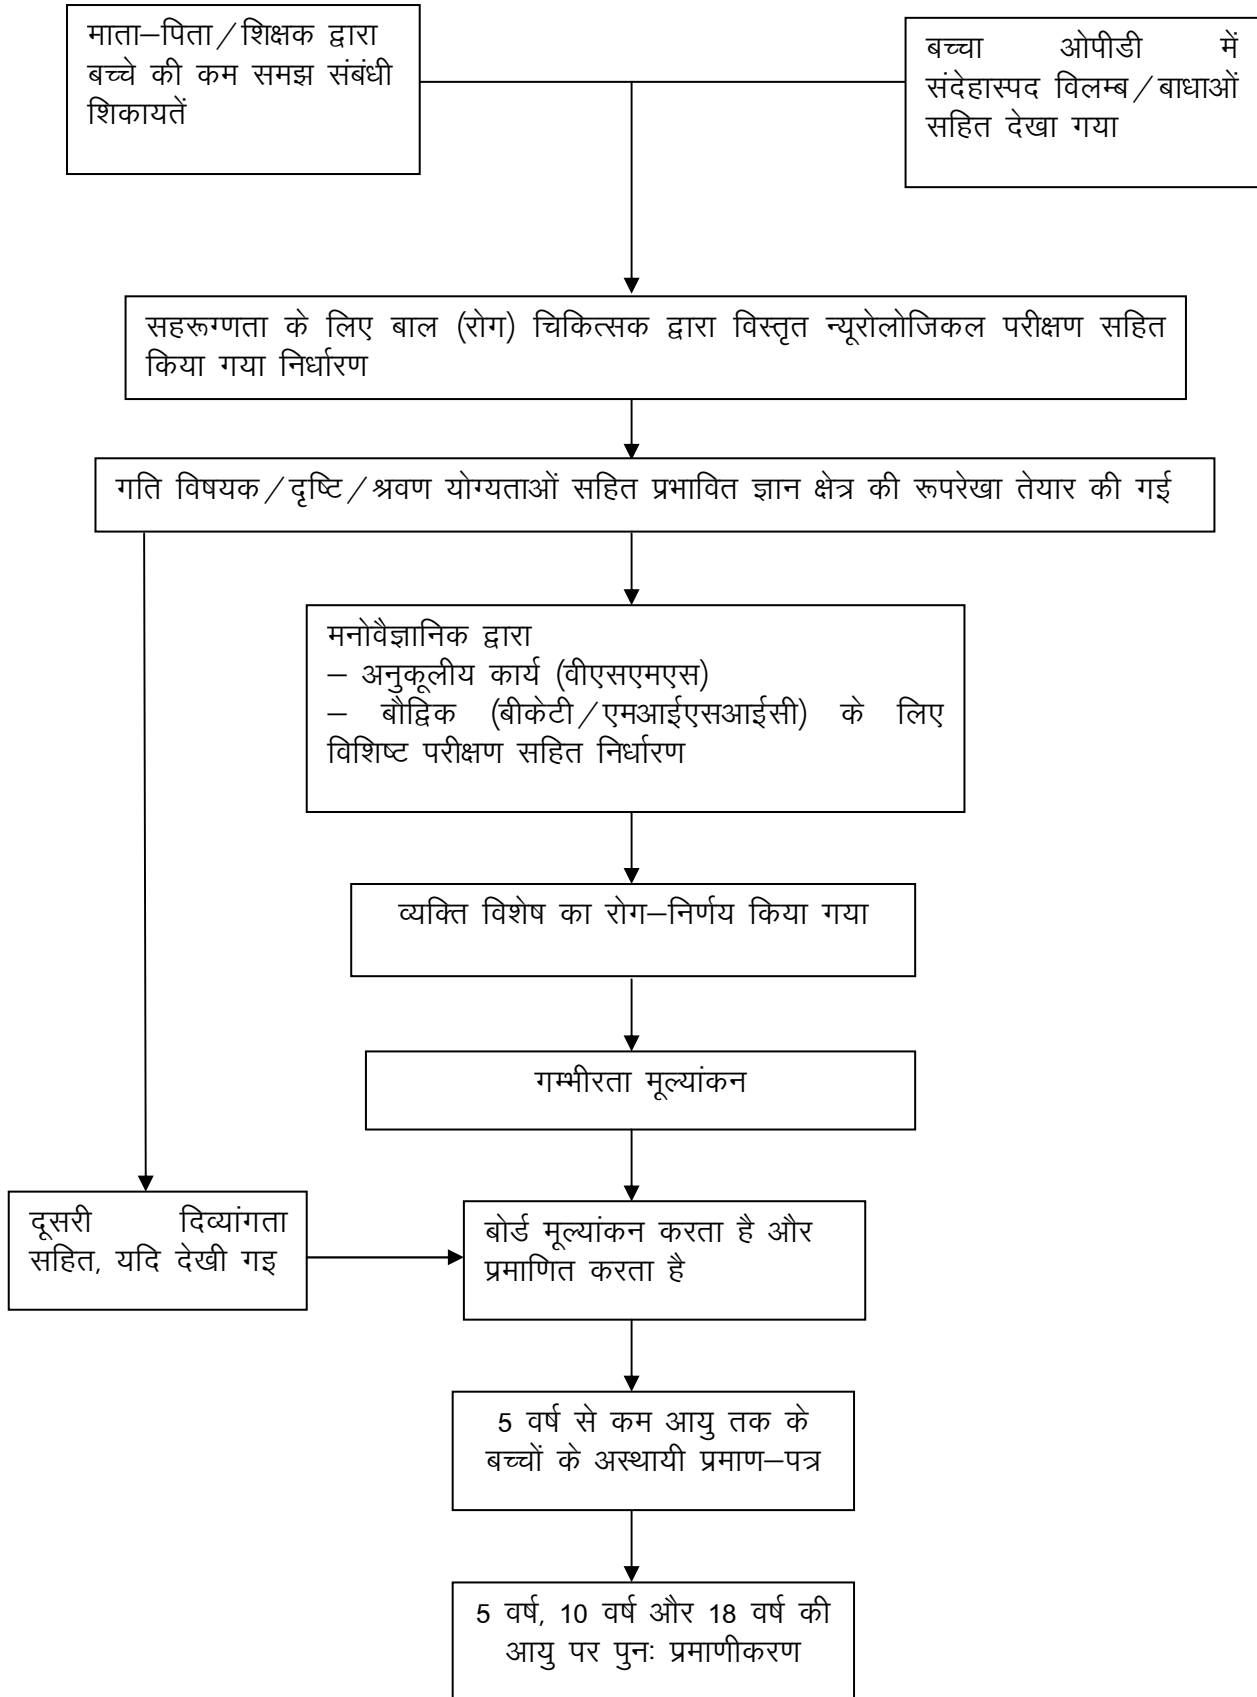 माता–पिता/शिक्षक द्वारा
बच्चे की कम समझ संबंधी
शिकायतें
बच्चा ओपीडी में
संदेहास्पद विलम्ब/बाधाओं
सहित देखा गया
सहरूग्णता के लिए बाल (रोग) चिकित्सक द्वारा विस्तृत न्यूरोलोजिकल परीक्षण सहित
किया गया निर्धारण
गति विषयक/दृष्टि/श्रवण योग्यताओं सहित प्रभावित ज्ञान क्षेत्र की रूपरेखा तैयार की गई
मनोवैज्ञानिक द्वारा
– अनुकूलीय कार्य (वीएसएमएस)
– बौद्विक (बीकेटी/एमआईएसआईसी) के लिए
विशिष्ट परीक्षण सहित निर्धारण
व्यक्ति विशेष का रोग–निर्णय किया गया
गम्भीरता मूल्यांकन
दूसरी दिव्यांगता
सहित, यदि देखी गइ
बोर्ड मूल्यांकन करता है और
प्रमाणित करता है
5 वर्ष से कम आयु तक के
बच्चों के अस्थायी प्रमाण–पत्र
5 वर्ष, 10 वर्ष और 18 वर्ष की
आयु पर पुनः प्रमाणीकरण